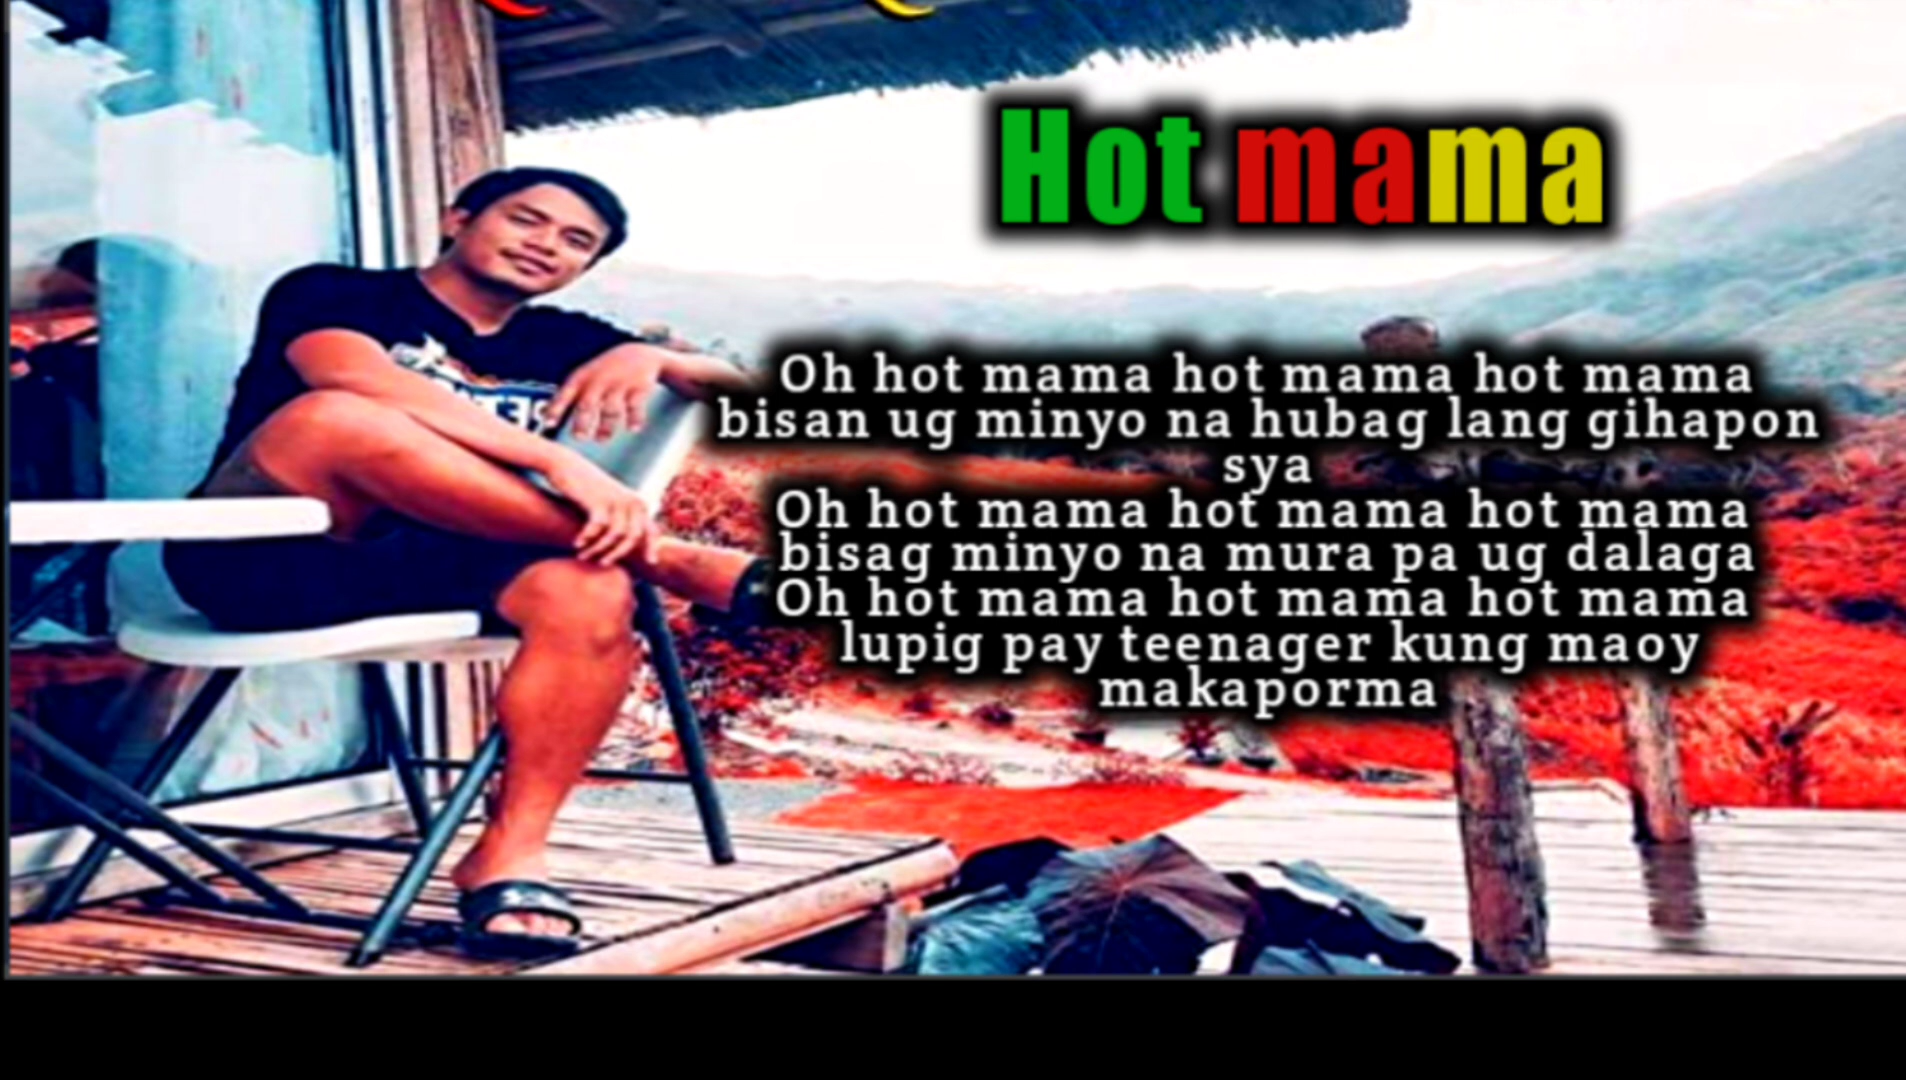 Hot mama
Oh hot mama hot mama hot mama
bisan ug minyo na hubag lang gihapon
sya
Oh hot mama hot mama hot mama
bisag minyo na mura pa ug dalaga
Oh hot mama hot mama hot mama
lupig pay teenager kung maoy
makaporma